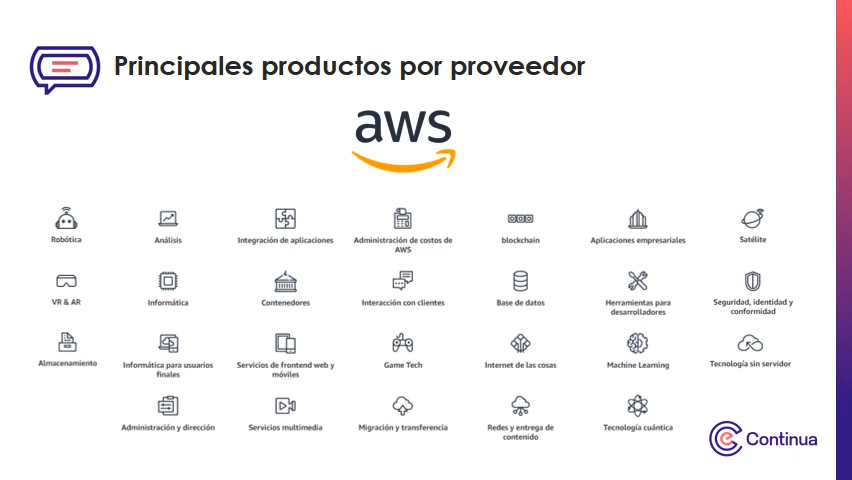 Principales productos por proveedor
aws
Robótica
Análisis
Integración de aplicaciones
Administración de costos de
AWS
blockchain
Aplicaciones empresariales
Satélite
VR & AR
Informática
Contenedores
Interacción con clientes
Base de datos
Herramientas para
desarrolladores
Seguridad, identidad y
conformidad
Almacenamiento
Informática para usuarios
finales
Servicios de frontend web y
móviles
Game Tech
Internet de las cosas
Machine Learning
Tecnología sin servidor
Administración y dirección
Servicios multimedia
Migración y transferencia
Redes y entrega de
contenido
Tecnología cuántica
Continua